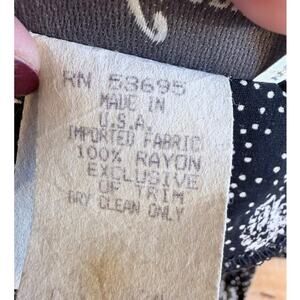 RN 53695
MADE IN
U.S.A.
IMPORTED FABRIC
100% RAYON
EXCLUSIVE
OF TRIM
DRY CLEAN ONLY